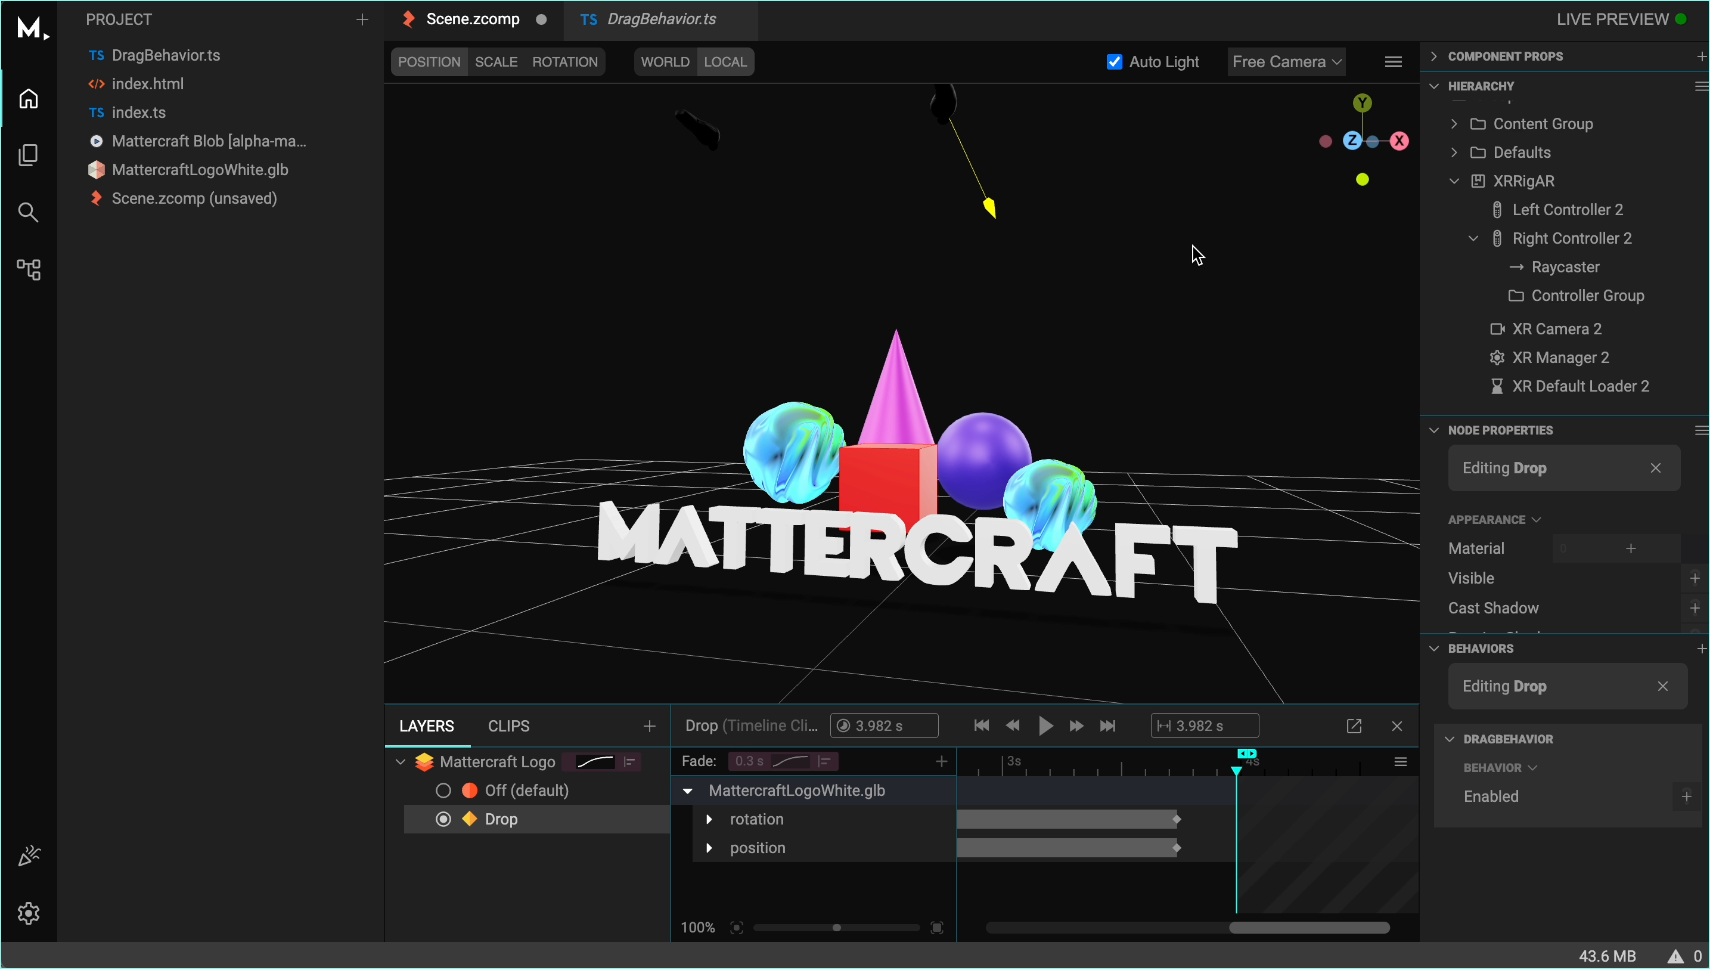 M.
PROJECT
Scene.zcomp
TS DragBehavior.ts
LIVE PREVIEW
TS DragBehavior.ts
</> index.html
TS index.ts
Mattercraft Blob [alpha-ma...
MattercraftLogoWhite.glb
Scene.zcomp (unsaved)
POSITION SCALE ROTATION
WORLD LOCAL
Auto Light
Free Camera
Y
Z
X
MATTERCRAFT
COMPONENT PROPS
HIERARCHY
Content Group
Defaults
XRRigAR
Left Controller 2
Right Controller 2
Raycaster
Controller Group
XR Camera 2
XR Manager 2
XR Default Loader 2
NODE PROPERTIES
Editing Drop
APPEARANCE
Material
0
Visible
Cast Shadow
BEHAVIORS
Editing Drop
DRAGBEHAVIOR
BEHAVIOR
Enabled
LAYERS CLIPS
Mattercraft Logo
Off (default)
Drop
Drop (Timeline Cli...
3.982 s
3.982 s
Fade: 0.3 s
3s
4s
MattercraftLogoWhite.glb
rotation
position
100%
43.6 MB
0